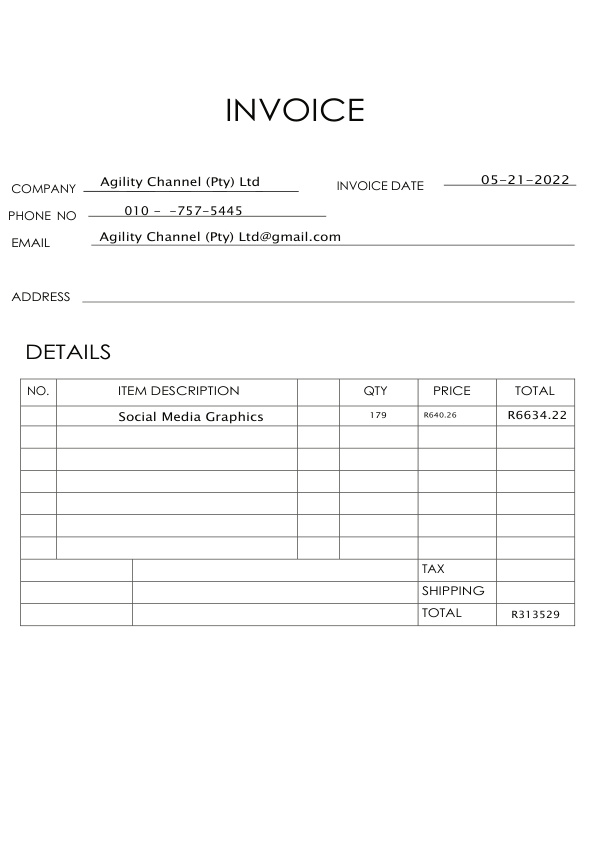 INVOICE
COMPANY Agility Channel (Pty) Ltd INVOICE DATE 05-21-2022
PHONE NO 010 - -757-5445
EMAIL Agility Channel (Pty) Ltd@gmail.com
ADDRESS
DETAILS
NO. ITEM DESCRIPTION QTY PRICE TOTAL
Social Media Graphics 179 R640.26 R6634.22
TAX
SHIPPING
TOTAL R313529